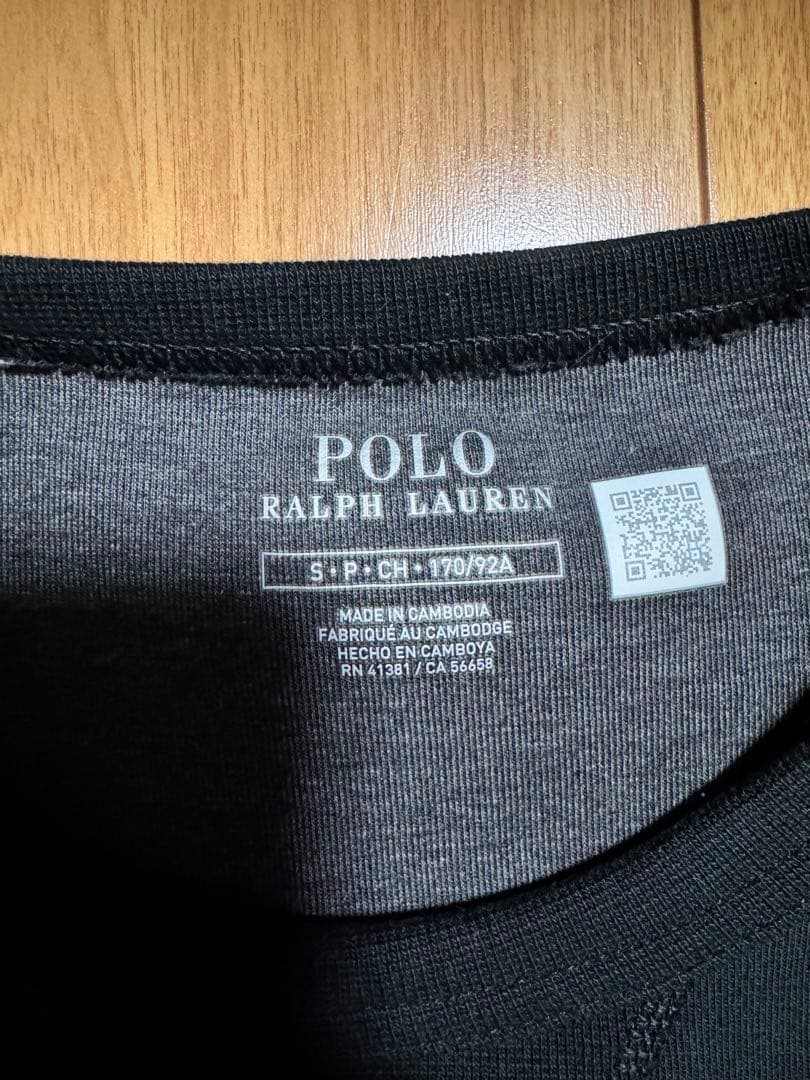 POLO
RALPH LAUREN
S • P • CH • 170/92A
MADE IN CAMBODIA
FABRIQUÉ AU CAMBODGE
HECHO EN CAMBOYA
RN 41381 / CA 56658